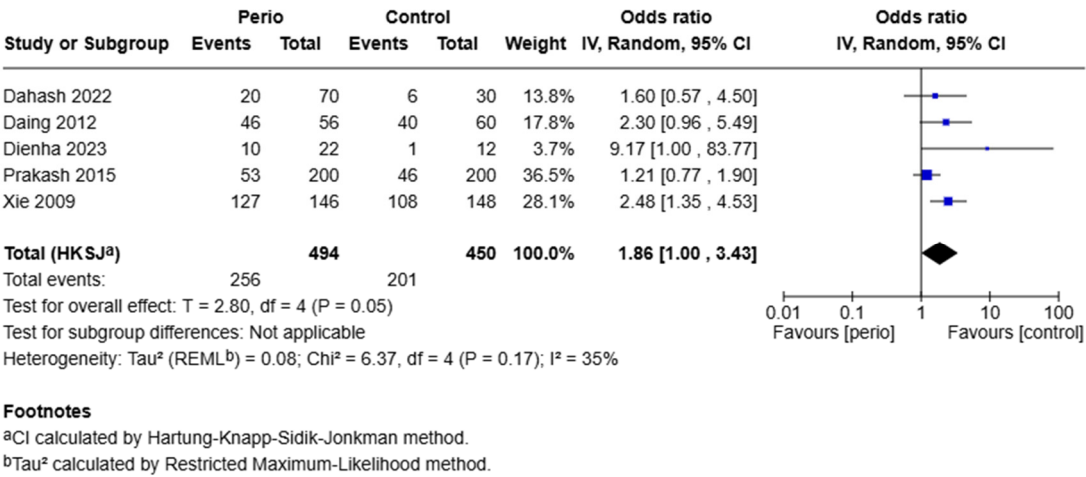 Perio Control Odds ratio Odds ratio
Study or Subgroup Events Total Events Total Weight IV, Random, 95% CI IV, Random, 95% CI
Dahash 2022 20 70 6 30 13.8% 1.60 [0.57 , 4.50]
Daing 2012 46 56 40 60 17.8% 2.30 [0.96 , 5.49]
Dienha 2023 10 22 1 12 3.7% 9.17 [1.00 , 83.77]
Prakash 2015 53 200 46 200 36.5% 1.21 [0.77 , 1.90]
Xie 2009 127 146 108 148 28.1% 2.48 [1.35 , 4.53]
Total (HKSJᵃ) 494 450 100.0% 1.86 [1.00 , 3.43]
Total events: 256 201
Test for overall effect: T = 2.80, df = 4 (P = 0.05)
0.01 0.1 1 10 100
Test for subgroup differences: Not applicable
Favours [perio] Favours [control]
Heterogeneity: Tau² (REMLᵇ) = 0.08; Chi² = 6.37, df = 4 (P = 0.17); I² = 35%
Footnotes
ᵃCI calculated by Hartung-Knapp-Sidik-Jonkman method.
ᵇTau² calculated by Restricted Maximum-Likelihood method.